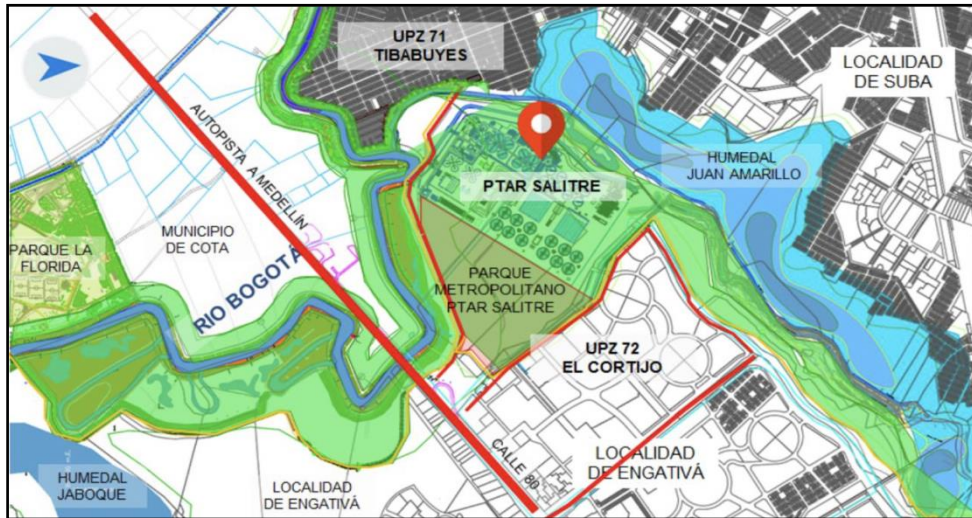 UPZ 71
TIBABUYES
LOCALIDAD
DE SUBA
AUTOPISTA A MEDELLÍN
HUMEDAL
JUAN AMARILLO
PTAR SALITRE
MUNICIPIO
DE COTA
PARQUE LA
FLORIDA
RIO BOGOTÁ
PARQUE
METROPOLITANO
PTAR SALITRE
UPZ 72
EL CORTIJO
CALLE 80
LOCALIDAD
DE ENGATIVÁ
HUMEDAL
JABOQUE
LOCALIDAD
DE ENGATIVÁ